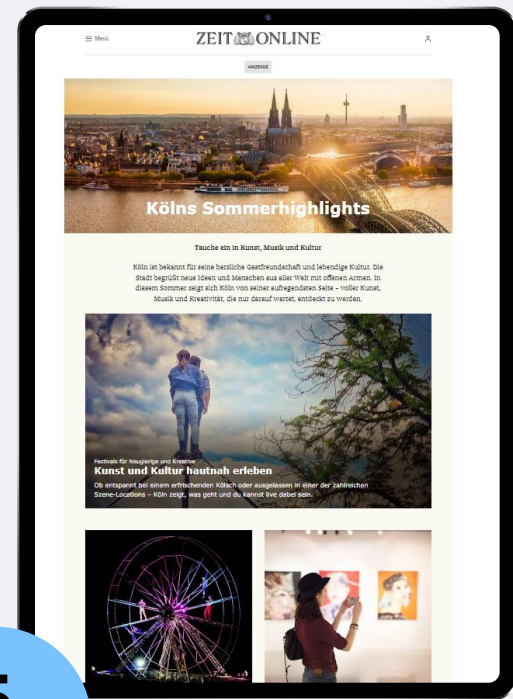 Menü
ZEIT ONLINE
ANZEIGE
Kölns Sommerhighlights
Tauche ein in Kunst, Musik und Kultur
Köln ist bekannt für seine herzliche Gastfreundschaft und lebendige Kultur. Die
Stadt begrüßt neue Ideen und Menschen aus aller Welt mit offenen Armen. In
diesem Sommer zeigt sich Köln von seiner aufregendsten Seite – voller Kunst,
Musik und Kreativität, die nur darauf wartet, entdeckt zu werden.
Festivals für Neugierige und Kreative
Kunst und Kultur hautnah erleben
Ob entspannt bei einem erfrischenden Kölsch oder ausgelassen in einer der zahlreichen
Szene-Locations – Köln zeigt, was geht und du kannst live dabei sein.